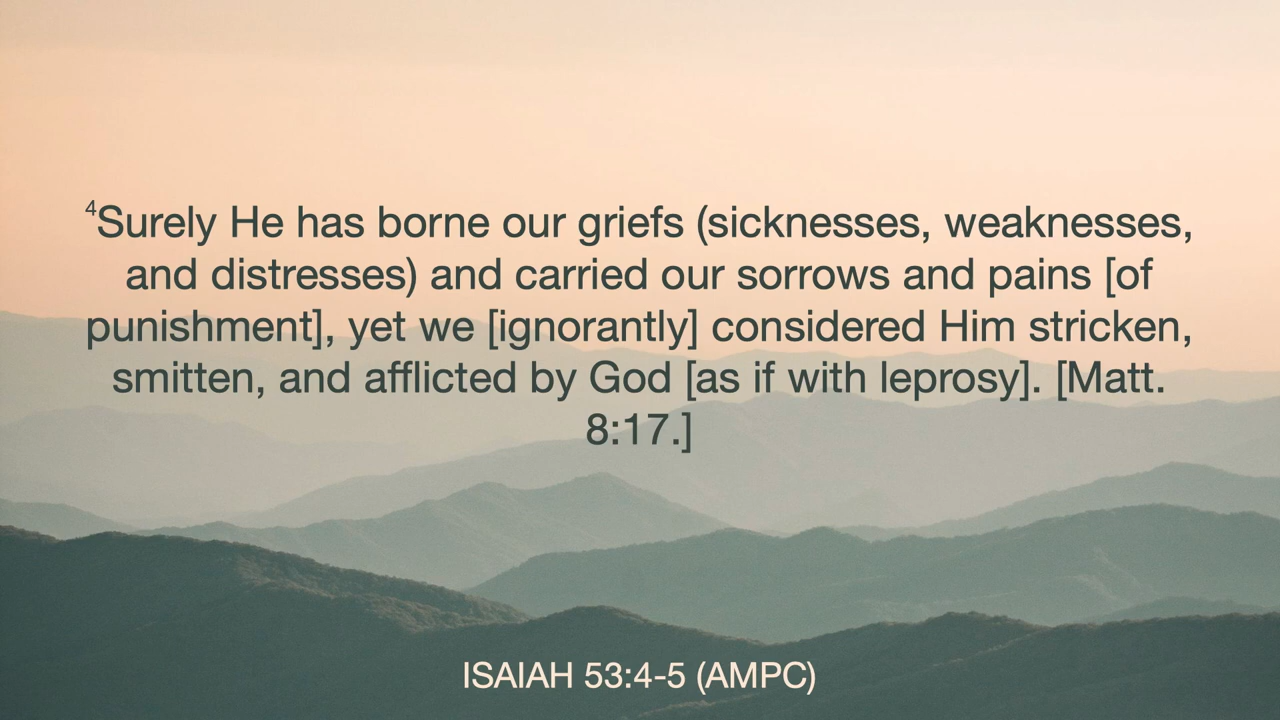 ⁴Surely He has borne our griefs (sicknesses, weaknesses,
and distresses) and carried our sorrows and pains [of
punishment], yet we [ignorantly] considered Him stricken,
smitten, and afflicted by God [as if with leprosy]. [Matt.
8:17.]
ISAIAH 53:4-5 (AMPC)